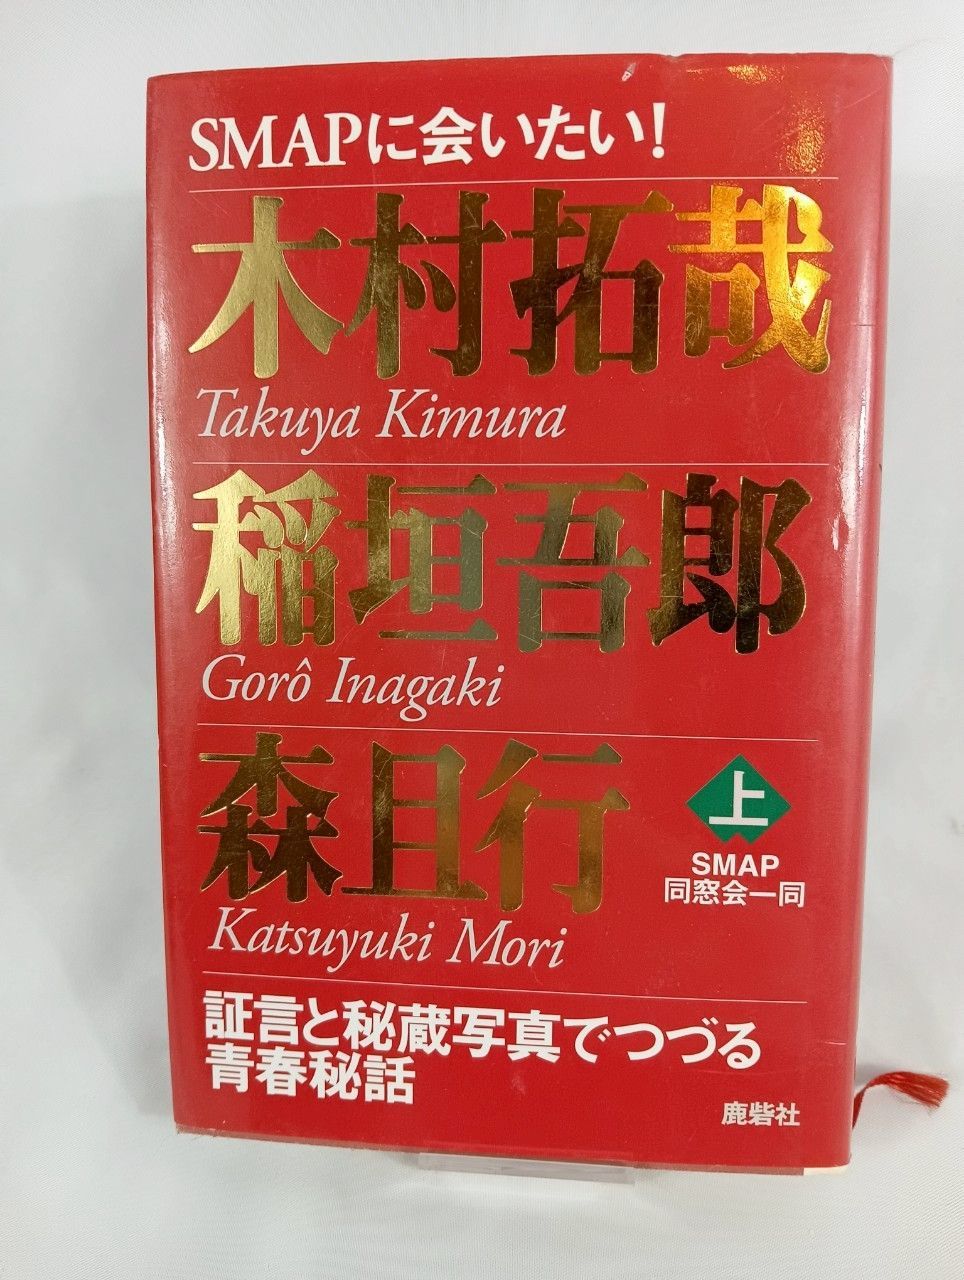 SMAPに会いたい！
木村拓哉
Takuya Kimura
稲垣吾郎
Gorô Inagaki
森且行
Katsuyuki Mori
上
SMAP
同窓会一同
証言と秘蔵写真でつづる
青春秘話
鹿砦社